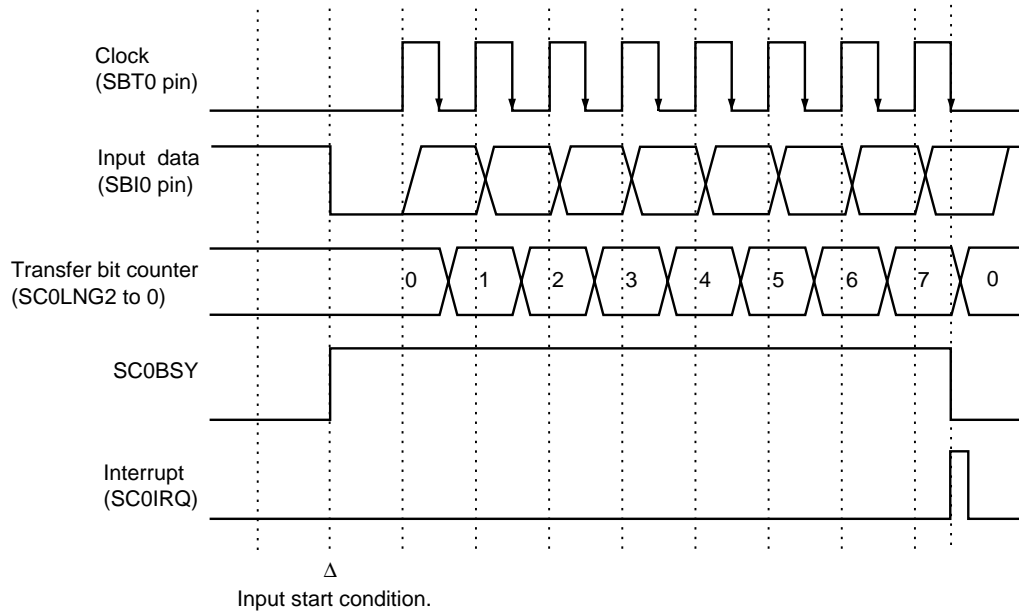 Clock
(SBT0 pin)
Input data
(SBI0 pin)
Transfer bit counter
(SC0LNG2 to 0)
0 1 2 3 4 5 6 7 0
SC0BSY
Interrupt
(SC0IRQ)
Δ
Input start condition.